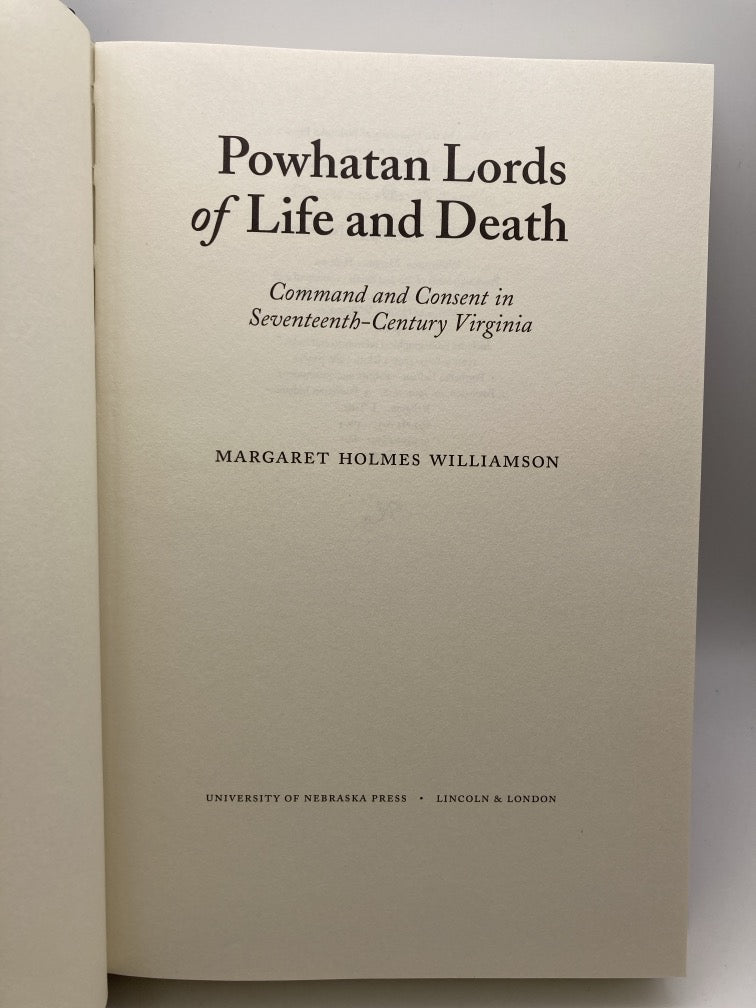 Powhatan Lords
of Life and Death
Command and Consent in
Seventeenth-Century Virginia
MARGARET HOLMES WILLIAMSON
UNIVERSITY OF NEBRASKA PRESS • LINCOLN & LONDON